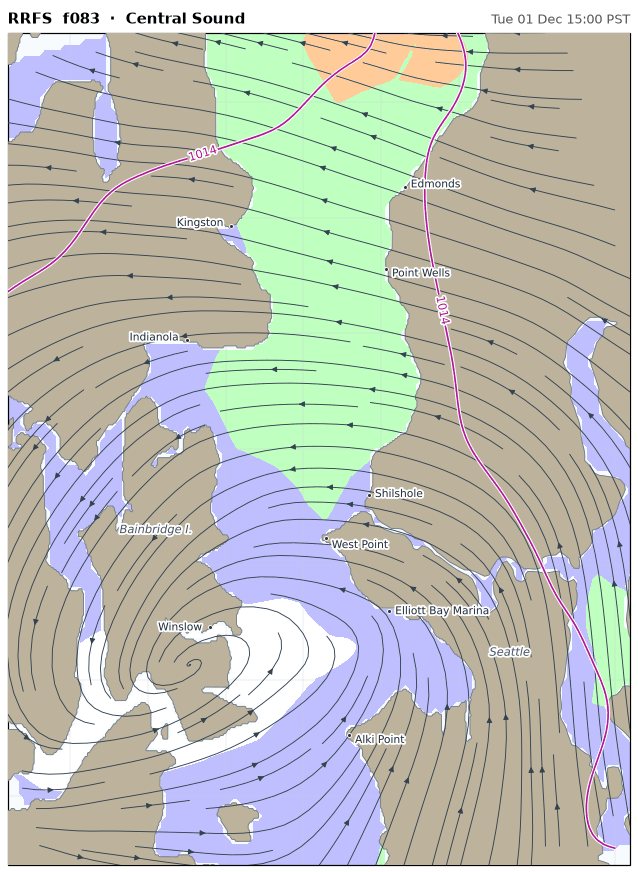 RRFS f083 · Central Sound
Tue 01 Dec 15:00 PST
1014
Edmonds
Kingston
Point Wells
1014
Indianola
Shilshole
Bainbridge I.
West Point
Elliott Bay Marina
Winslow
Seattle
Alki Point